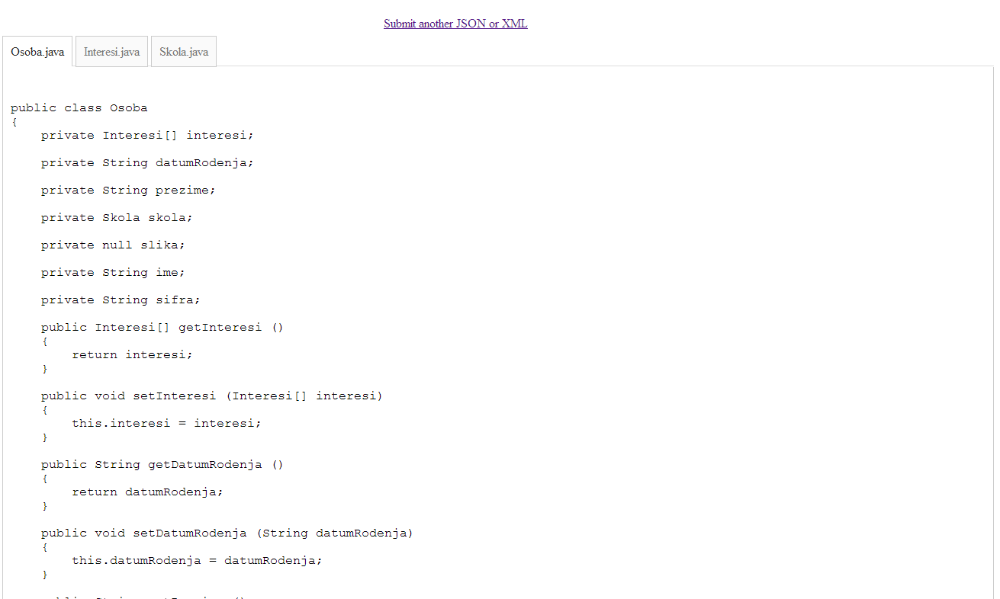 Submit another JSON or XML
Osoba.java Interesi.java Skola.java
public class Osoba
{
    private Interesi[] interesi;
    private String datumRodenja;
    private String prezime;
    private Skola skola;
    private null slika;
    private String ime;
    private String sifra;
    public Interesi[] getInteresi ()
    {
        return interesi;
    }
    public void setInteresi (Interesi[] interesi)
    {
        this.interesi = interesi;
    }
    public String getDatumRodenja ()
    {
        return datumRodenja;
    }
    public void setDatumRodenja (String datumRodenja)
    {
        this.datumRodenja = datumRodenja;
    }